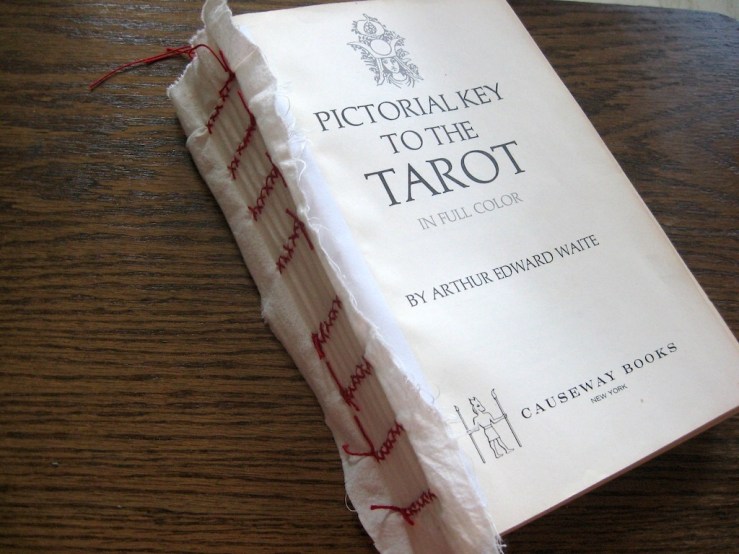 PICTORIAL KEY
TO THE
TAROT
IN FULL COLOR
BY ARTHUR EDWARD WAITE
CAUSEWAY BOOKS
NEW YORK